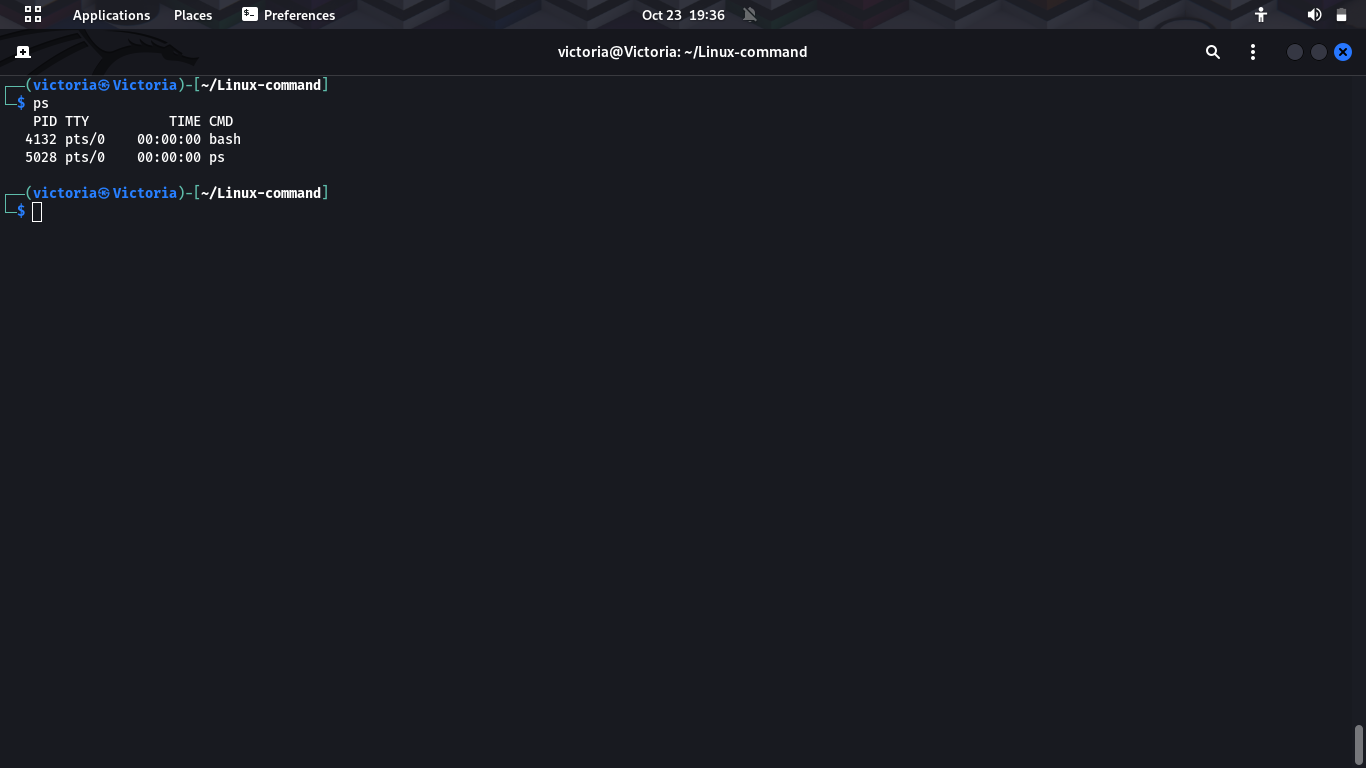 Applications Places Preferences Oct 23 19:36
victoria@Victoria: ~/Linux-command
┌──(victoria㉿Victoria)-[~/Linux-command]
└─$ ps
    PID TTY          TIME CMD
   4132 pts/0    00:00:00 bash
   5028 pts/0    00:00:00 ps
┌──(victoria㉿Victoria)-[~/Linux-command]
└─$